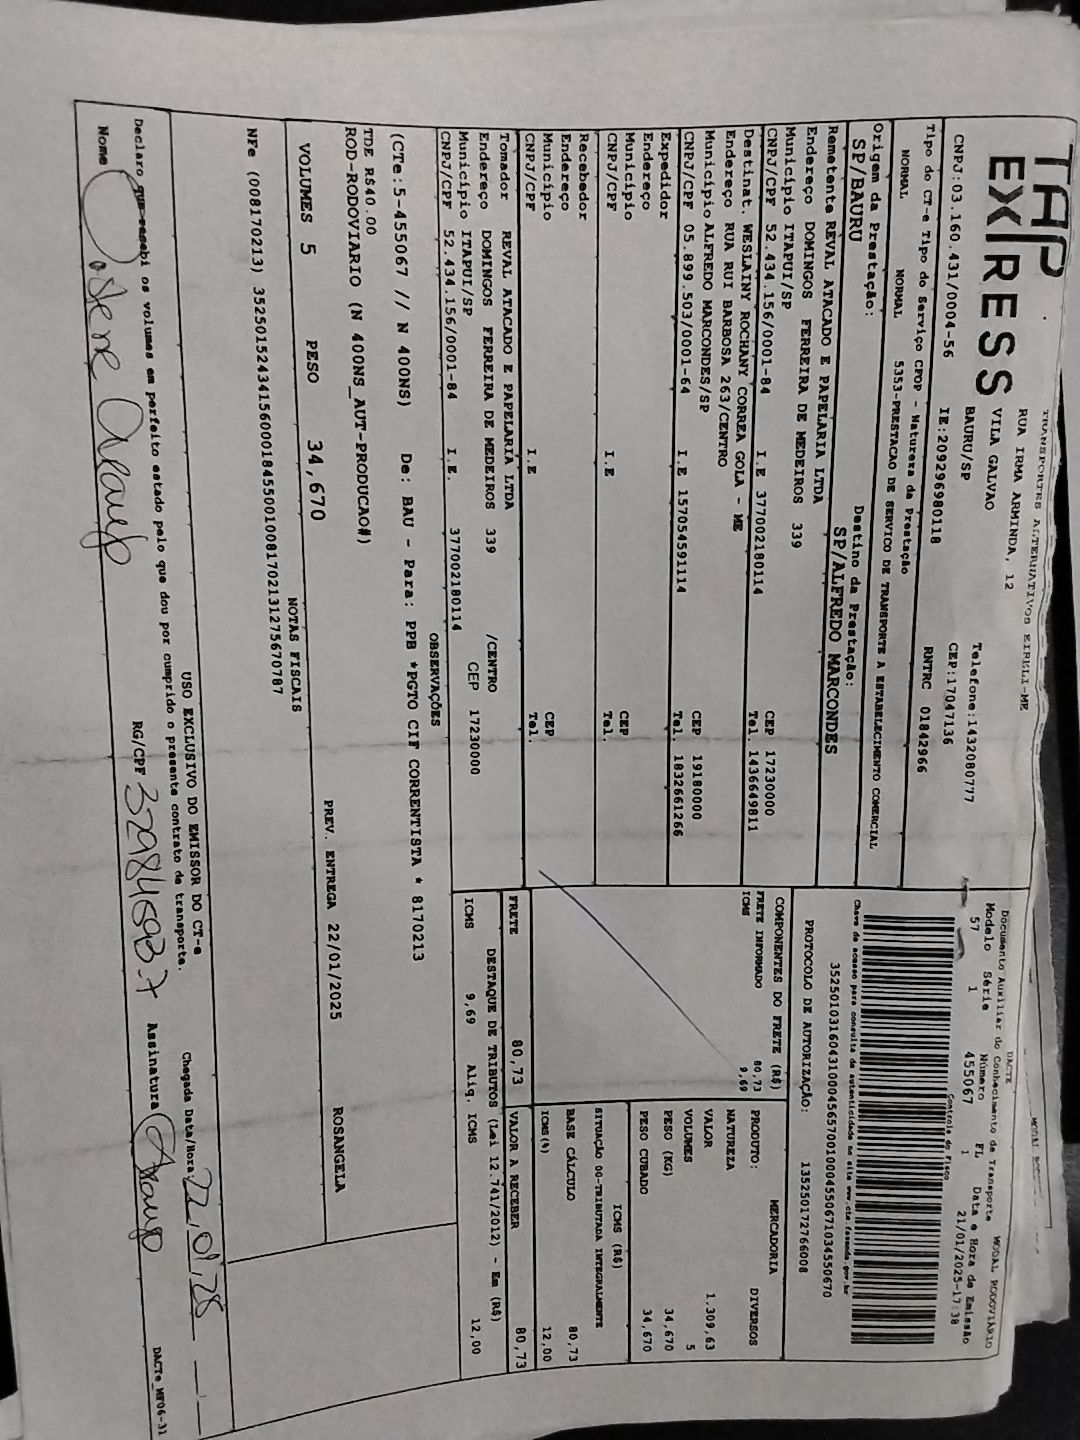 TAP EXPRESS
TRANSPORTES ALTERNATIVOS EIRELI-ME
RUA IRMA ARMINDA, 12
VILA GALVAO
BAURU/SP
Telefone:1432080777
CNPJ:03.160.431/0004-56 IE:209296980118 CEP:17047136
DACTE
Documento Auxiliar do Conhecimento de Transporte MODAL RODOVIÁRIO
Modelo Série Número FL Data e Hora de Emissão
57 1 455067 1 21/01/2025-17:38
Controle do Fisco
Chave de acesso para consulta de autenticidade no site www.cte.fazenda.gov.br
35250103160431000456570010004550671034550670
PROTOCOLO DE AUTORIZAÇÃO: 135250172766008
Tipo do CT-e Tipo do Serviço CFOP - Natureza da Prestação RNTRC 01842966
NORMAL NORMAL 5353-PRESTACAO DE SERVICO DE TRANSPORTE A ESTABELECIMENTO COMERCIAL
Origem da Prestação: Destino da Prestação:
SP/BAURU SP/ALFREDO MARCONDES
Remetente REVAL ATACADO E PAPELARIA LTDA
Endereço DOMINGOS FERREIRA DE MEDEIROS 339
Município ITAPUI/SP CEP 17230000
CNPJ/CPF 52.434.156/0001-84 I.E 377002180114 Tel. 1436649811
Destinat. WESLAINY ROCHANY CORREA GOLA - ME
Endereço RUA RUI BARBOSA 263/CENTRO
Município ALFREDO MARCONDES/SP CEP 19180000
CNPJ/CPF 05.899.503/0001-64 I.E 157054591114 Tel. 1832661266
Expedidor
Endereço
Município CEP
CNPJ/CPF I.E Tel.
Recebedor
Endereço
Município CEP
CNPJ/CPF I.E Tel.
Tomador REVAL ATACADO E PAPELARIA LTDA
Endereço DOMINGOS FERREIRA DE MEDEIROS 339 /CENTRO
Município ITAPUI/SP CEP 17230000
CNPJ/CPF 52.434.156/0001-84 I.E. 377002180114
COMPONENTES DO FRETE (R$)
FRETE INFORMADO 80,73
ICMS 9,69
MERCADORIA
PRODUTO: DIVERSOS
NATUREZA
VALOR 1.309,63
VOLUMES 5
PESO (KG) 34,670
PESO CUBADO 34,670
ICMS (R$)
SITUAÇÃO 00-TRIBUTADA INTEGRALMENTE
BASE CÁLCULO 80,73
ICMS(%) 12,00
FRETE 80,73 VALOR A RECEBER 80,73
DESTAQUE DE TRIBUTOS (Lei 12.741/2012) - Em (R$)
ICMS 9,69 Aliq. ICMS 12,00
OBSERVAÇÕES
(CTe:5-455067 // N 400NS) De: BAU - Para: PPB *PGTO CIF CORRENTISTA * 8170213
TDE R$40.00
ROD-RODOVIARIO (N 400NS_AUT-PRODUCAO#)
VOLUMES 5 PESO 34,670 PREV. ENTREGA 22/01/2025 ROSANGELA
NOTAS FISCAIS
NFe (008170213) 35250152434156000184550010081702131275670787
USO EXCLUSIVO DO EMISSOR DO CT-e
Declaro que recebi os volumes em perfeito estado pelo que dou por cumprido o presente contrato de transporte.
Chegada Data/Hora 22,01,25
Nome RG/CPF 32984693-7 Assinatura Araujo
DACTe_MF06-31